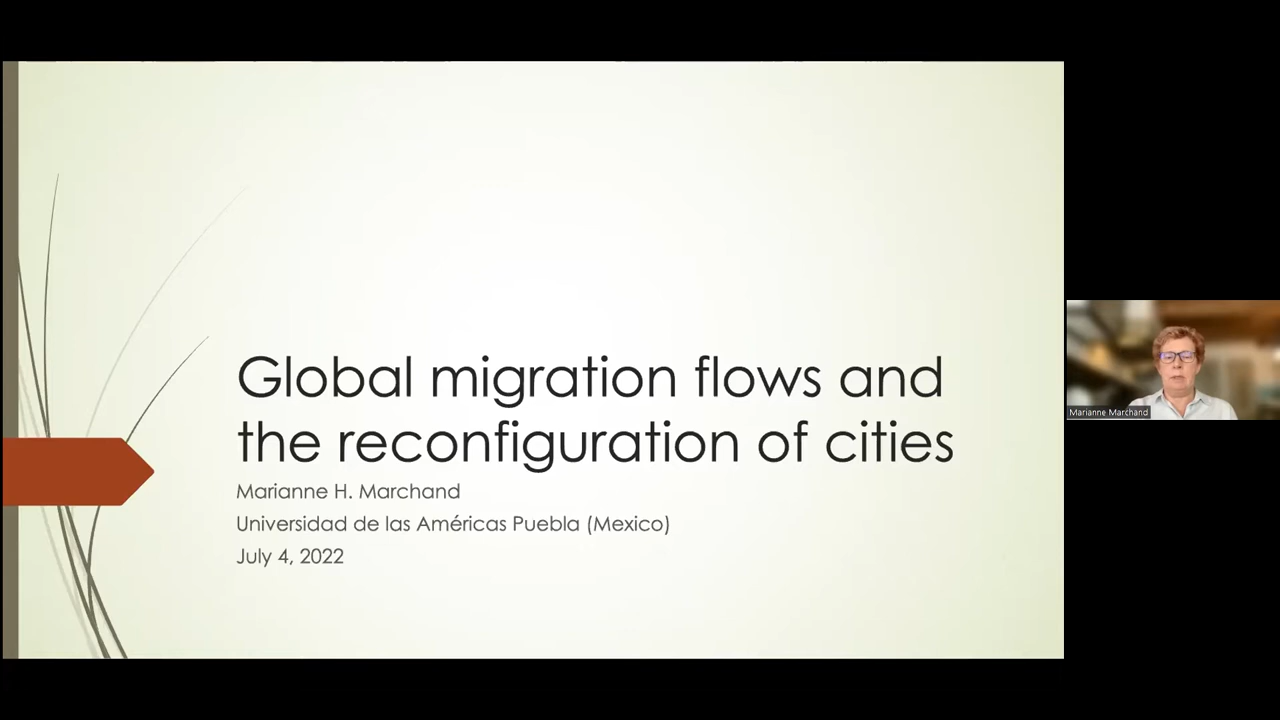 Global migration flows and
the reconfiguration of cities
Marianne H. Marchand
Universidad de las Américas Puebla (Mexico)
July 4, 2022
Marianne Marchand